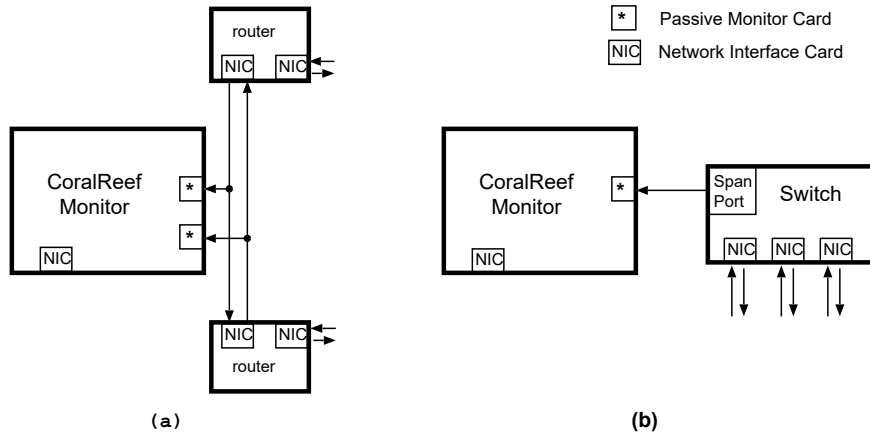 router
NIC NIC
* Passive Monitor Card
NIC Network Interface Card
CoralReef
Monitor
*
*
NIC
NIC NIC
router
(a)
CoralReef
Monitor
*
NIC
Span
Port
Switch
NIC NIC NIC
(b)